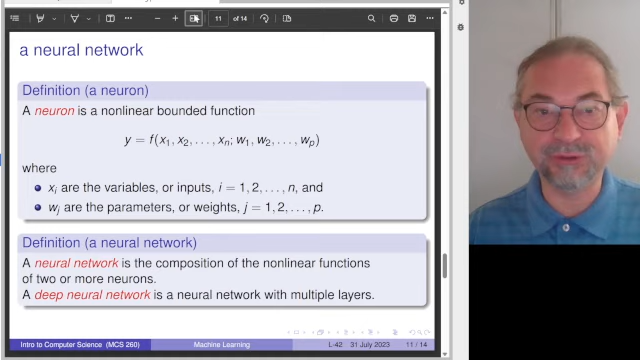 11 of 14
a neural network
Definition (a neuron)
A neuron is a nonlinear bounded function
y = f(x₁, x₂, . . . , xₙ; w₁, w₂, . . . , wₚ)
where
xᵢ are the variables, or inputs, i = 1, 2, . . . , n, and
wⱼ are the parameters, or weights, j = 1, 2, . . . , p.
Definition (a neural network)
A neural network is the composition of the nonlinear functions
of two or more neurons.
A deep neural network is a neural network with multiple layers.
Intro to Computer Science (MCS 260) Machine Learning L-42 31 July 2023 11 / 14